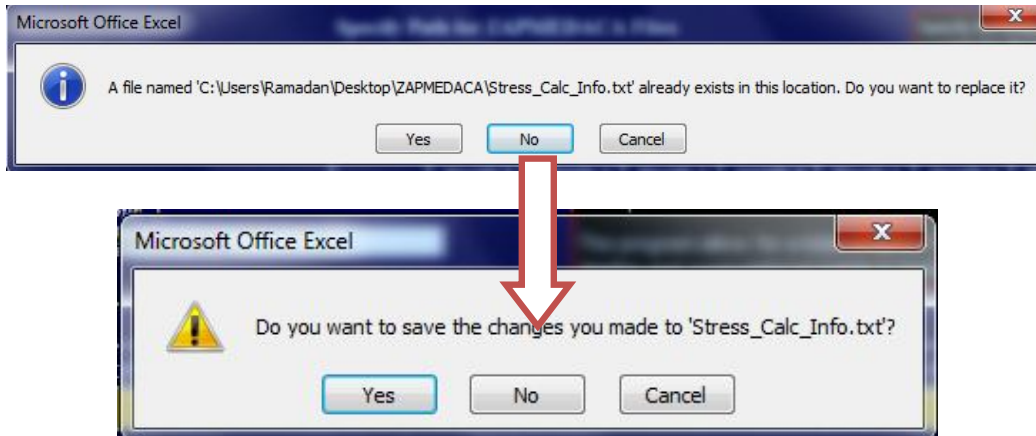 Microsoft Office Excel
A file named 'C:\Users\Ramadan\Desktop\ZAPMEDACA\Stress_Calc_Info.txt' already exists in this location. Do you want to replace it?
Yes No Cancel
Microsoft Office Excel
Do you want to save the changes you made to 'Stress_Calc_Info.txt'?
Yes No Cancel